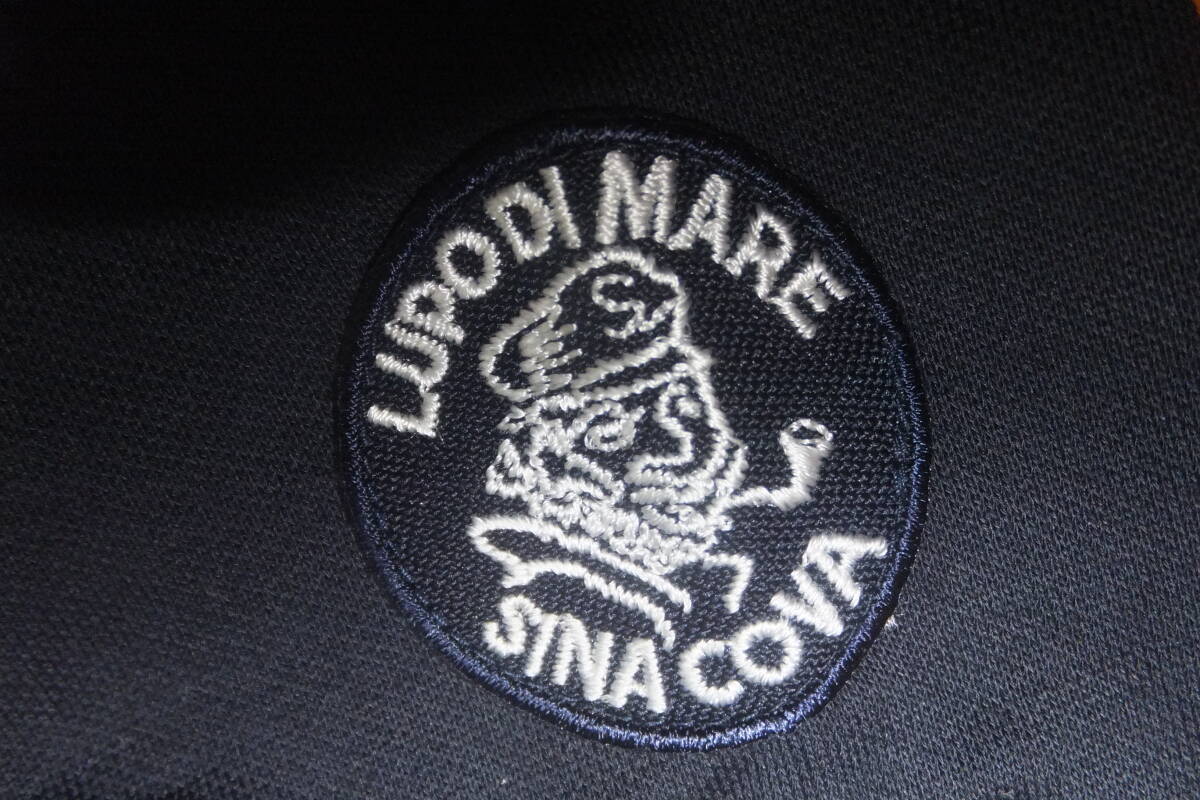 LUPO DI MARE
S
SINA COVA